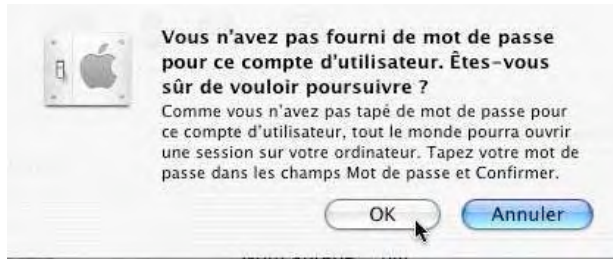 Vous n'avez pas fourni de mot de passe
pour ce compte d'utilisateur. Êtes-vous
sûr de vouloir poursuivre ?
Comme vous n'avez pas tapé de mot de passe pour
ce compte d'utilisateur, tout le monde pourra ouvrir
une session sur votre ordinateur. Tapez votre mot de
passe dans les champs Mot de passe et Confirmer.
OK Annuler